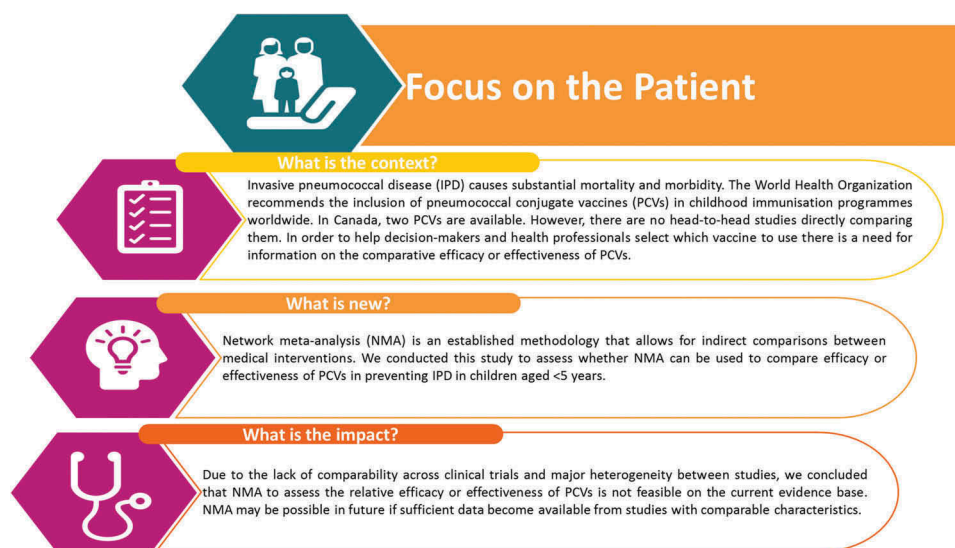 Focus on the Patient
What is the context?
Invasive pneumococcal disease (IPD) causes substantial mortality and morbidity. The World Health Organization
recommends the inclusion of pneumococcal conjugate vaccines (PCVs) in childhood immunisation programmes
worldwide. In Canada, two PCVs are available. However, there are no head-to-head studies directly comparing
them. In order to help decision-makers and health professionals select which vaccine to use there is a need for
information on the comparative efficacy or effectiveness of PCVs.
What is new?
Network meta-analysis (NMA) is an established methodology that allows for indirect comparisons between
medical interventions. We conducted this study to assess whether NMA can be used to compare efficacy or
effectiveness of PCVs in preventing IPD in children aged <5 years.
What is the impact?
Due to the lack of comparability across clinical trials and major heterogeneity between studies, we concluded
that NMA to assess the relative efficacy or effectiveness of PCVs is not feasible on the current evidence base.
NMA may be possible in future if sufficient data become available from studies with comparable characteristics.